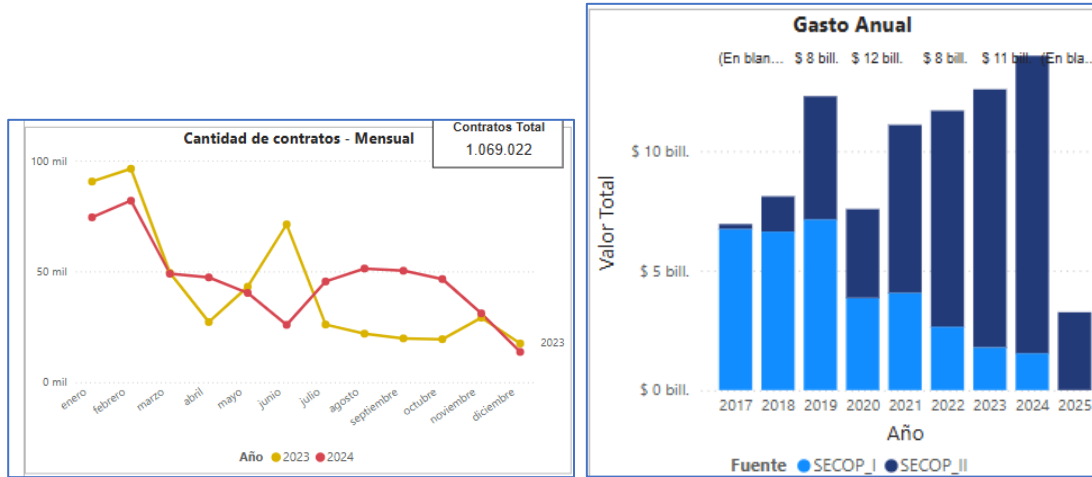 Cantidad de contratos - Mensual
Contratos Total
1.069.022
100 mil
50 mil
0 mil
2023
enero
febrero
marzo
abril
mayo
junio
julio
agosto
septiembre
octubre
noviembre
diciembre
Año 2023 2024
Gasto Anual
(En blan... $ 8 bill. $ 12 bill. $ 8 bill. $ 11 bill. (En bla...
$ 10 bill.
$ 5 bill.
$ 0 bill.
Valor Total
2017 2018 2019 2020 2021 2022 2023 2024 2025
Año
Fuente SECOP_I SECOP_II